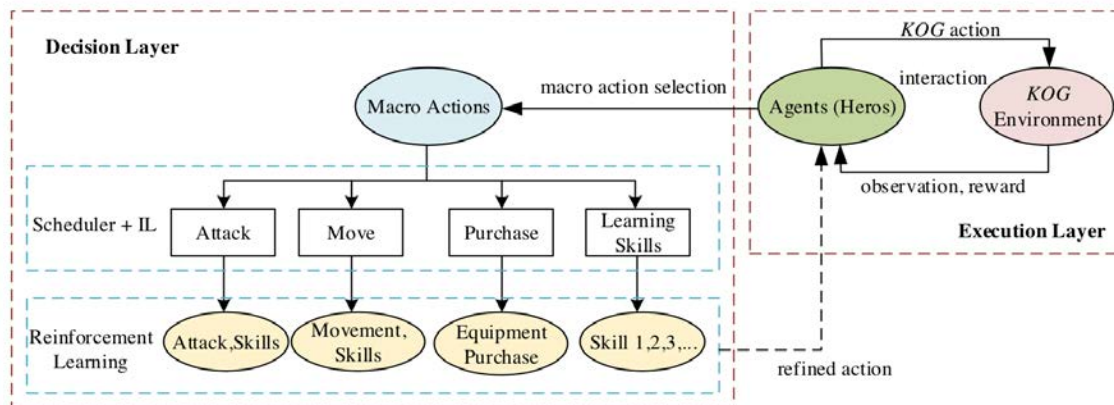 Decision Layer
Macro Actions
macro action selection
KOG action
interaction
Agents (Heros)
KOG
Environment
observation, reward
Execution Layer
Scheduler + IL
Attack
Move
Purchase
Learning
Skills
Reinforcement
Learning
Attack,Skills
Movement,
Skills
Equipment
Purchase
Skill 1,2,3,...
refined action